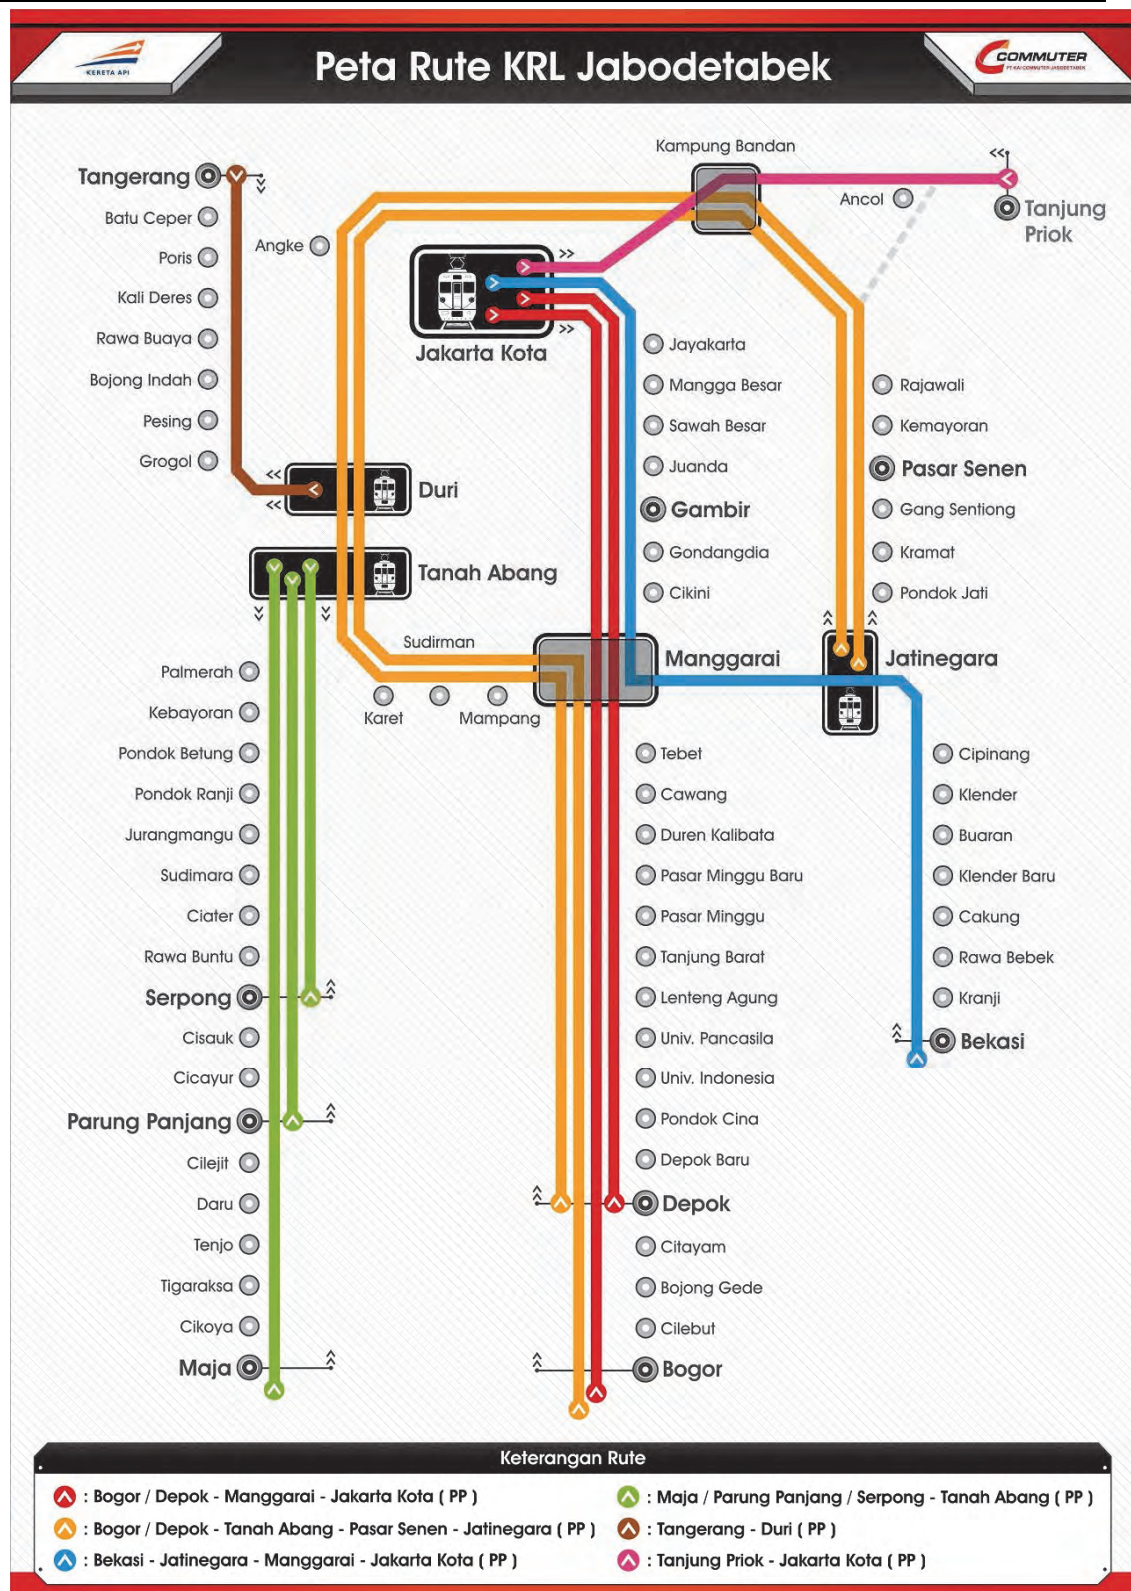 KERETA API
Peta Rute KRL Jabodetabek
COMMUTER
PT KAI COMMUTER JABODETABEK
Kampung Bandan
Tangerang
Batu Ceper
Poris
Kali Deres
Rawa Buaya
Bojong Indah
Pesing
Grogol
Angke
Ancol
Tanjung
Priok
Jakarta Kota
Jayakarta
Mangga Besar
Sawah Besar
Juanda
Gambir
Gondangdia
Cikini
Rajawali
Kemayoran
Pasar Senen
Gang Sentiong
Kramat
Pondok Jati
Duri
Tanah Abang
Sudirman
Karet
Mampang
Manggarai
Jatinegara
Palmerah
Kebayoran
Pondok Betung
Pondok Ranji
Jurangmangu
Sudimara
Ciater
Rawa Buntu
Serpong
Cisauk
Cicayur
Parung Panjang
Cilejit
Daru
Tenjo
Tigaraksa
Cikoya
Maja
Tebet
Cawang
Duren Kalibata
Pasar Minggu Baru
Pasar Minggu
Tanjung Barat
Lenteng Agung
Univ. Pancasila
Univ. Indonesia
Pondok Cina
Depok Baru
Depok
Citayam
Bojong Gede
Cilebut
Bogor
Cipinang
Klender
Buaran
Klender Baru
Cakung
Rawa Bebek
Kranji
Bekasi
Keterangan Rute
: Bogor / Depok - Manggarai - Jakarta Kota ( PP )
: Bogor / Depok - Tanah Abang - Pasar Senen - Jatinegara ( PP )
: Bekasi - Jatinegara - Manggarai - Jakarta Kota ( PP )
: Maja / Parung Panjang / Serpong - Tanah Abang ( PP )
: Tangerang - Duri ( PP )
: Tanjung Priok - Jakarta Kota ( PP )